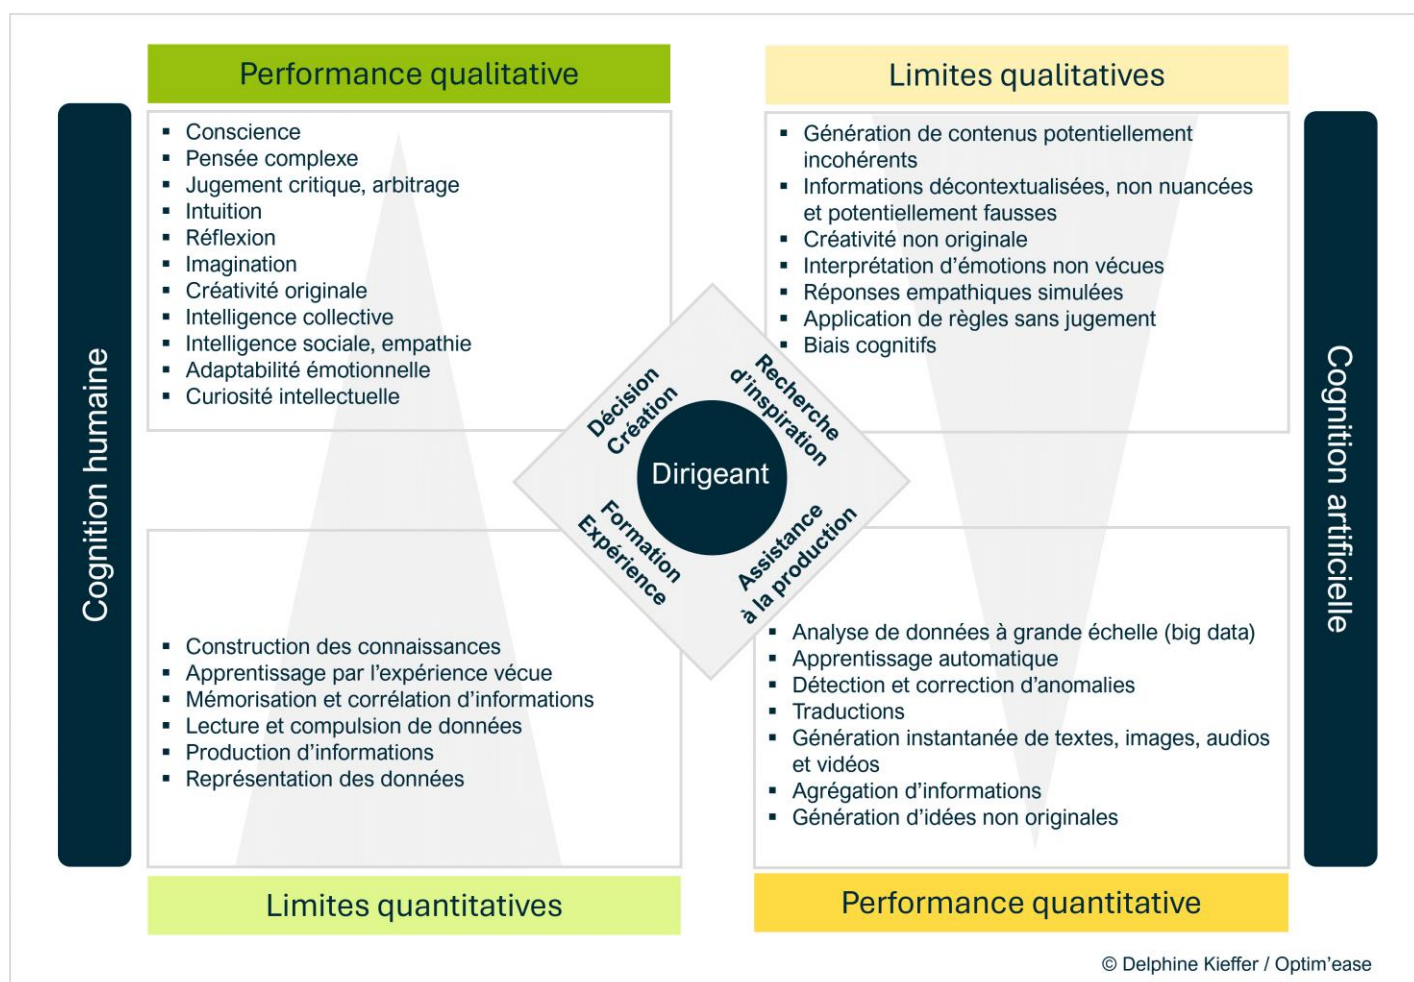 Performance qualitative
Limites qualitatives
Cognition humaine
▪ Conscience
▪ Pensée complexe
▪ Jugement critique, arbitrage
▪ Intuition
▪ Réflexion
▪ Imagination
▪ Créativité originale
▪ Intelligence collective
▪ Intelligence sociale, empathie
▪ Adaptabilité émotionnelle
▪ Curiosité intellectuelle
▪ Génération de contenus potentiellement
incohérents
▪ Informations décontextualisées, non nuancées
et potentiellement fausses
▪ Créativité non originale
▪ Interprétation d’émotions non vécues
▪ Réponses empathiques simulées
▪ Application de règles sans jugement
▪ Biais cognitifs
Cognition artificielle
Décision
Création
Recherche
d’inspiration
Dirigeant
Formation
Expérience
Assistance
à la production
▪ Construction des connaissances
▪ Apprentissage par l’expérience vécue
▪ Mémorisation et corrélation d’informations
▪ Lecture et compulsion de données
▪ Production d’informations
▪ Représentation des données
▪ Analyse de données à grande échelle (big data)
▪ Apprentissage automatique
▪ Détection et correction d’anomalies
▪ Traductions
▪ Génération instantanée de textes, images, audios
et vidéos
▪ Agrégation d’informations
▪ Génération d’idées non originales
Limites quantitatives
Performance quantitative
© Delphine Kieffer / Optim’ease